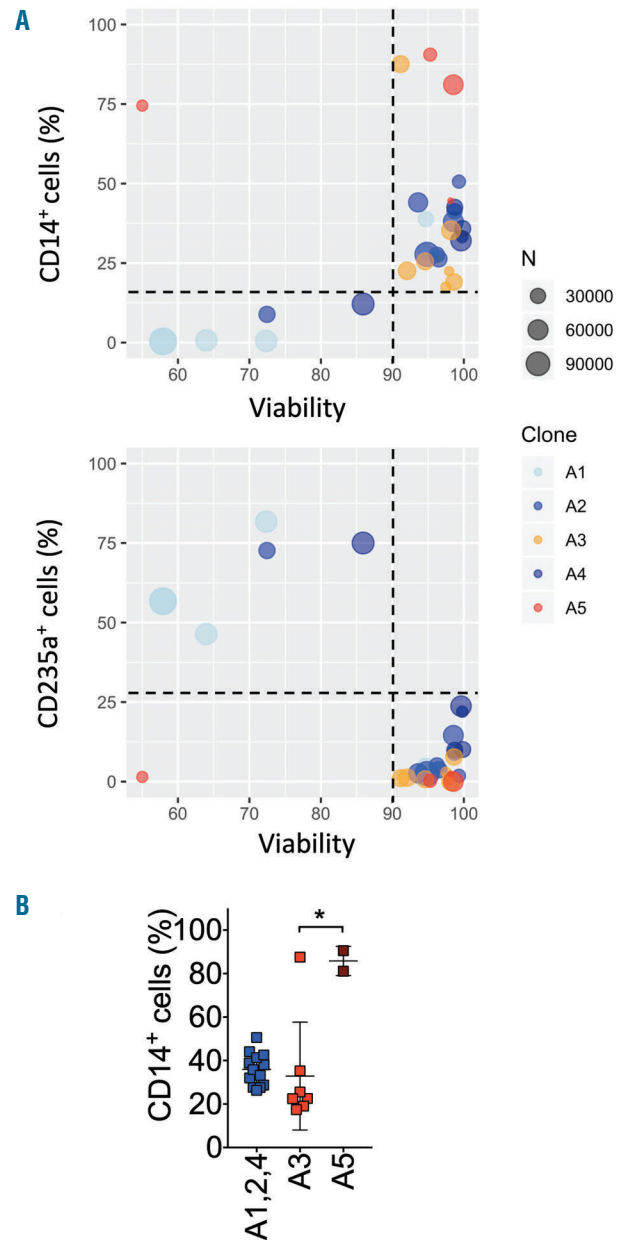 A
100
75
50
25
0
CD14⁺ cells (%)
60 70 80 90 100
Viability
N
30000
60000
90000
Clone
A1
A2
A3
A4
A5
100
75
50
25
0
CD235a⁺ cells (%)
60 70 80 90 100
Viability
B
100
80
60
40
20
0
CD14⁺ cells (%)
*
A1,2,4
A3
A5